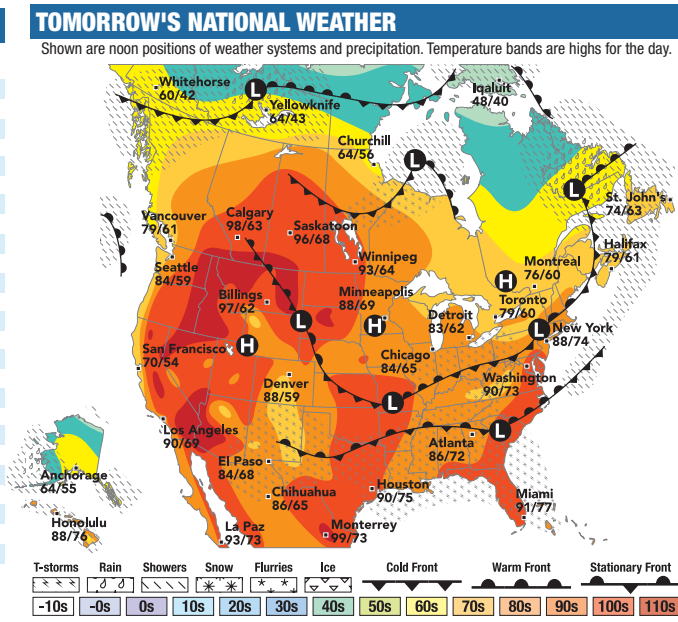 TOMORROW'S NATIONAL WEATHER
Shown are noon positions of weather systems and precipitation. Temperature bands are highs for the day.
Whitehorse
60/42
L
Yellowknife
64/43
Iqaluit
48/40
Churchill
64/56
L
L
St. John's
74/63
Vancouver
79/61
Calgary
98/63
Saskatoon
96/68
Halifax
79/61
Seattle
84/59
Winnipeg
93/64
Montreal
76/60
H
Billings
97/62
Minneapolis
88/69
Toronto
79/60
L
H
Detroit
83/62
L
New York
88/74
San Francisco
70/54
H
Chicago
84/65
Denver
88/59
Washington
90/73
L
Los Angeles
90/69
Atlanta
86/72
L
El Paso
84/68
Anchorage
64/55
Chihuahua
86/65
Houston
90/75
Miami
91/77
Honolulu
88/76
La Paz
93/73
Monterrey
99/73
T-storms Rain Showers Snow Flurries Ice Cold Front Warm Front Stationary Front
-10s -0s 0s 10s 20s 30s 40s 50s 60s 70s 80s 90s 100s 110s